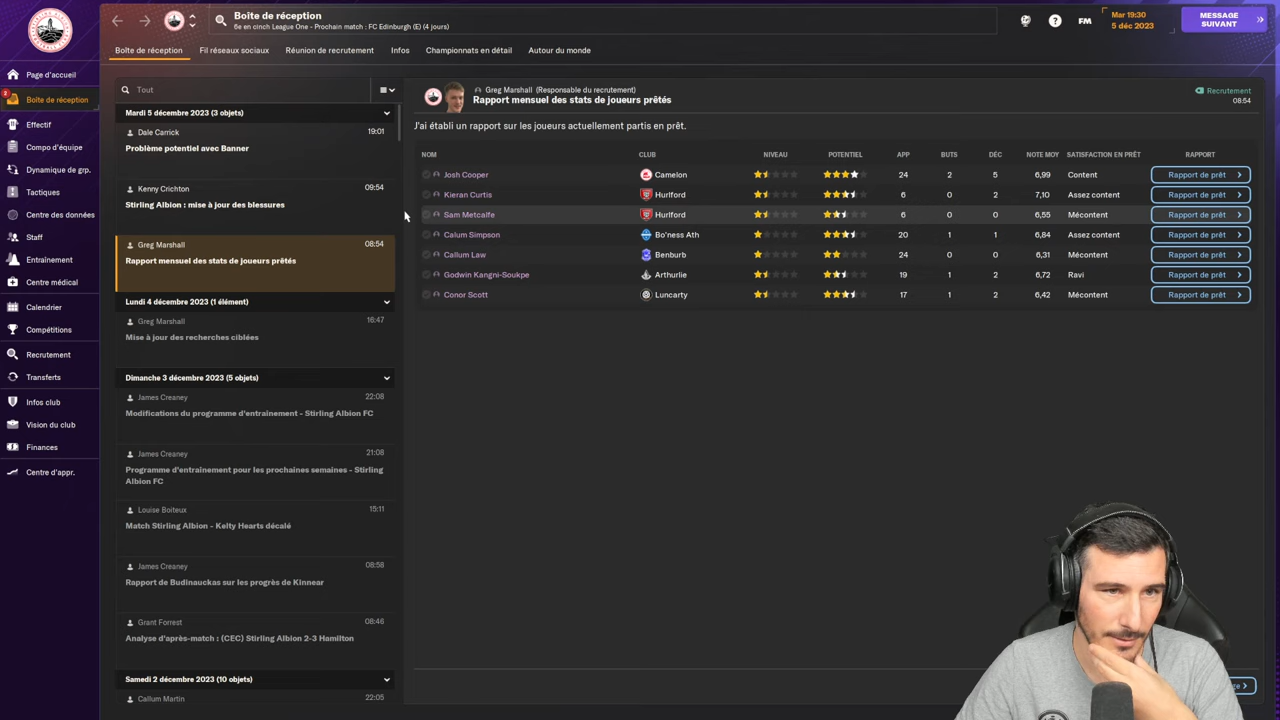 Boîte de réception
6e en cinch League One - Prochain match : FC Edinburgh (E) (4 jours)
FM
Mar 19:30
5 déc 2023
MESSAGE
SUIVANT
Boîte de réception
Fil réseaux sociaux
Réunion de recrutement
Infos
Championnats en détail
Autour du monde
Page d'accueil
3
Boîte de réception
Effectif
Compo d'équipe
Dynamique de grp.
Tactiques
Centre des données
Staff
Entraînement
Centre médical
Calendrier
Compétitions
Recrutement
Transferts
Infos club
Vision du club
Finances
Centre d'appr.
Tout
Mardi 5 décembre 2023 (3 objets)
Dale Carrick 19:01
Problème potentiel avec Banner
Kenny Crichton 09:54
Stirling Albion : mise à jour des blessures
Greg Marshall 08:54
Rapport mensuel des stats de joueurs prêtés
Lundi 4 décembre 2023 (1 élément)
Greg Marshall 16:47
Mise à jour des recherches ciblées
Dimanche 3 décembre 2023 (5 objets)
James Creaney 22:08
Modifications du programme d'entraînement - Stirling Albion FC
James Creaney 21:08
Programme d'entraînement pour les prochaines semaines - Stirling
Albion FC
Louise Boiteux 15:11
Match Stirling Albion - Kelty Hearts décalé
James Creaney 08:58
Rapport de Budinauckas sur les progrès de Kinnear
Grant Forrest 08:46
Analyse d'après-match : (CEC) Stirling Albion 2-3 Hamilton
Samedi 2 décembre 2023 (10 objets)
Callum Martin 22:05
Greg Marshall (Responsable du recrutement)
Rapport mensuel des stats de joueurs prêtés
Recrutement
08:54
J'ai établi un rapport sur les joueurs actuellement partis en prêt.
NOM CLUB NIVEAU POTENTIEL APP BUTS DÉC NOTE MOY SATISFACTION EN PRÊT RAPPORT
Josh Cooper Camelon 24 2 5 6,99 Content Rapport de prêt
Kieran Curtis Hurlford 6 0 2 7,10 Assez content Rapport de prêt
Sam Metcalfe Hurlford 6 0 0 6,55 Mécontent Rapport de prêt
Calum Simpson Bo'ness Ath 20 1 1 6,84 Assez content Rapport de prêt
Callum Law Benburb 24 0 0 6,31 Mécontent Rapport de prêt
Godwin Kangni-Soukpe Arthurlie 19 1 2 6,72 Ravi Rapport de prêt
Conor Scott Luncarty 17 1 2 6,42 Mécontent Rapport de prêt